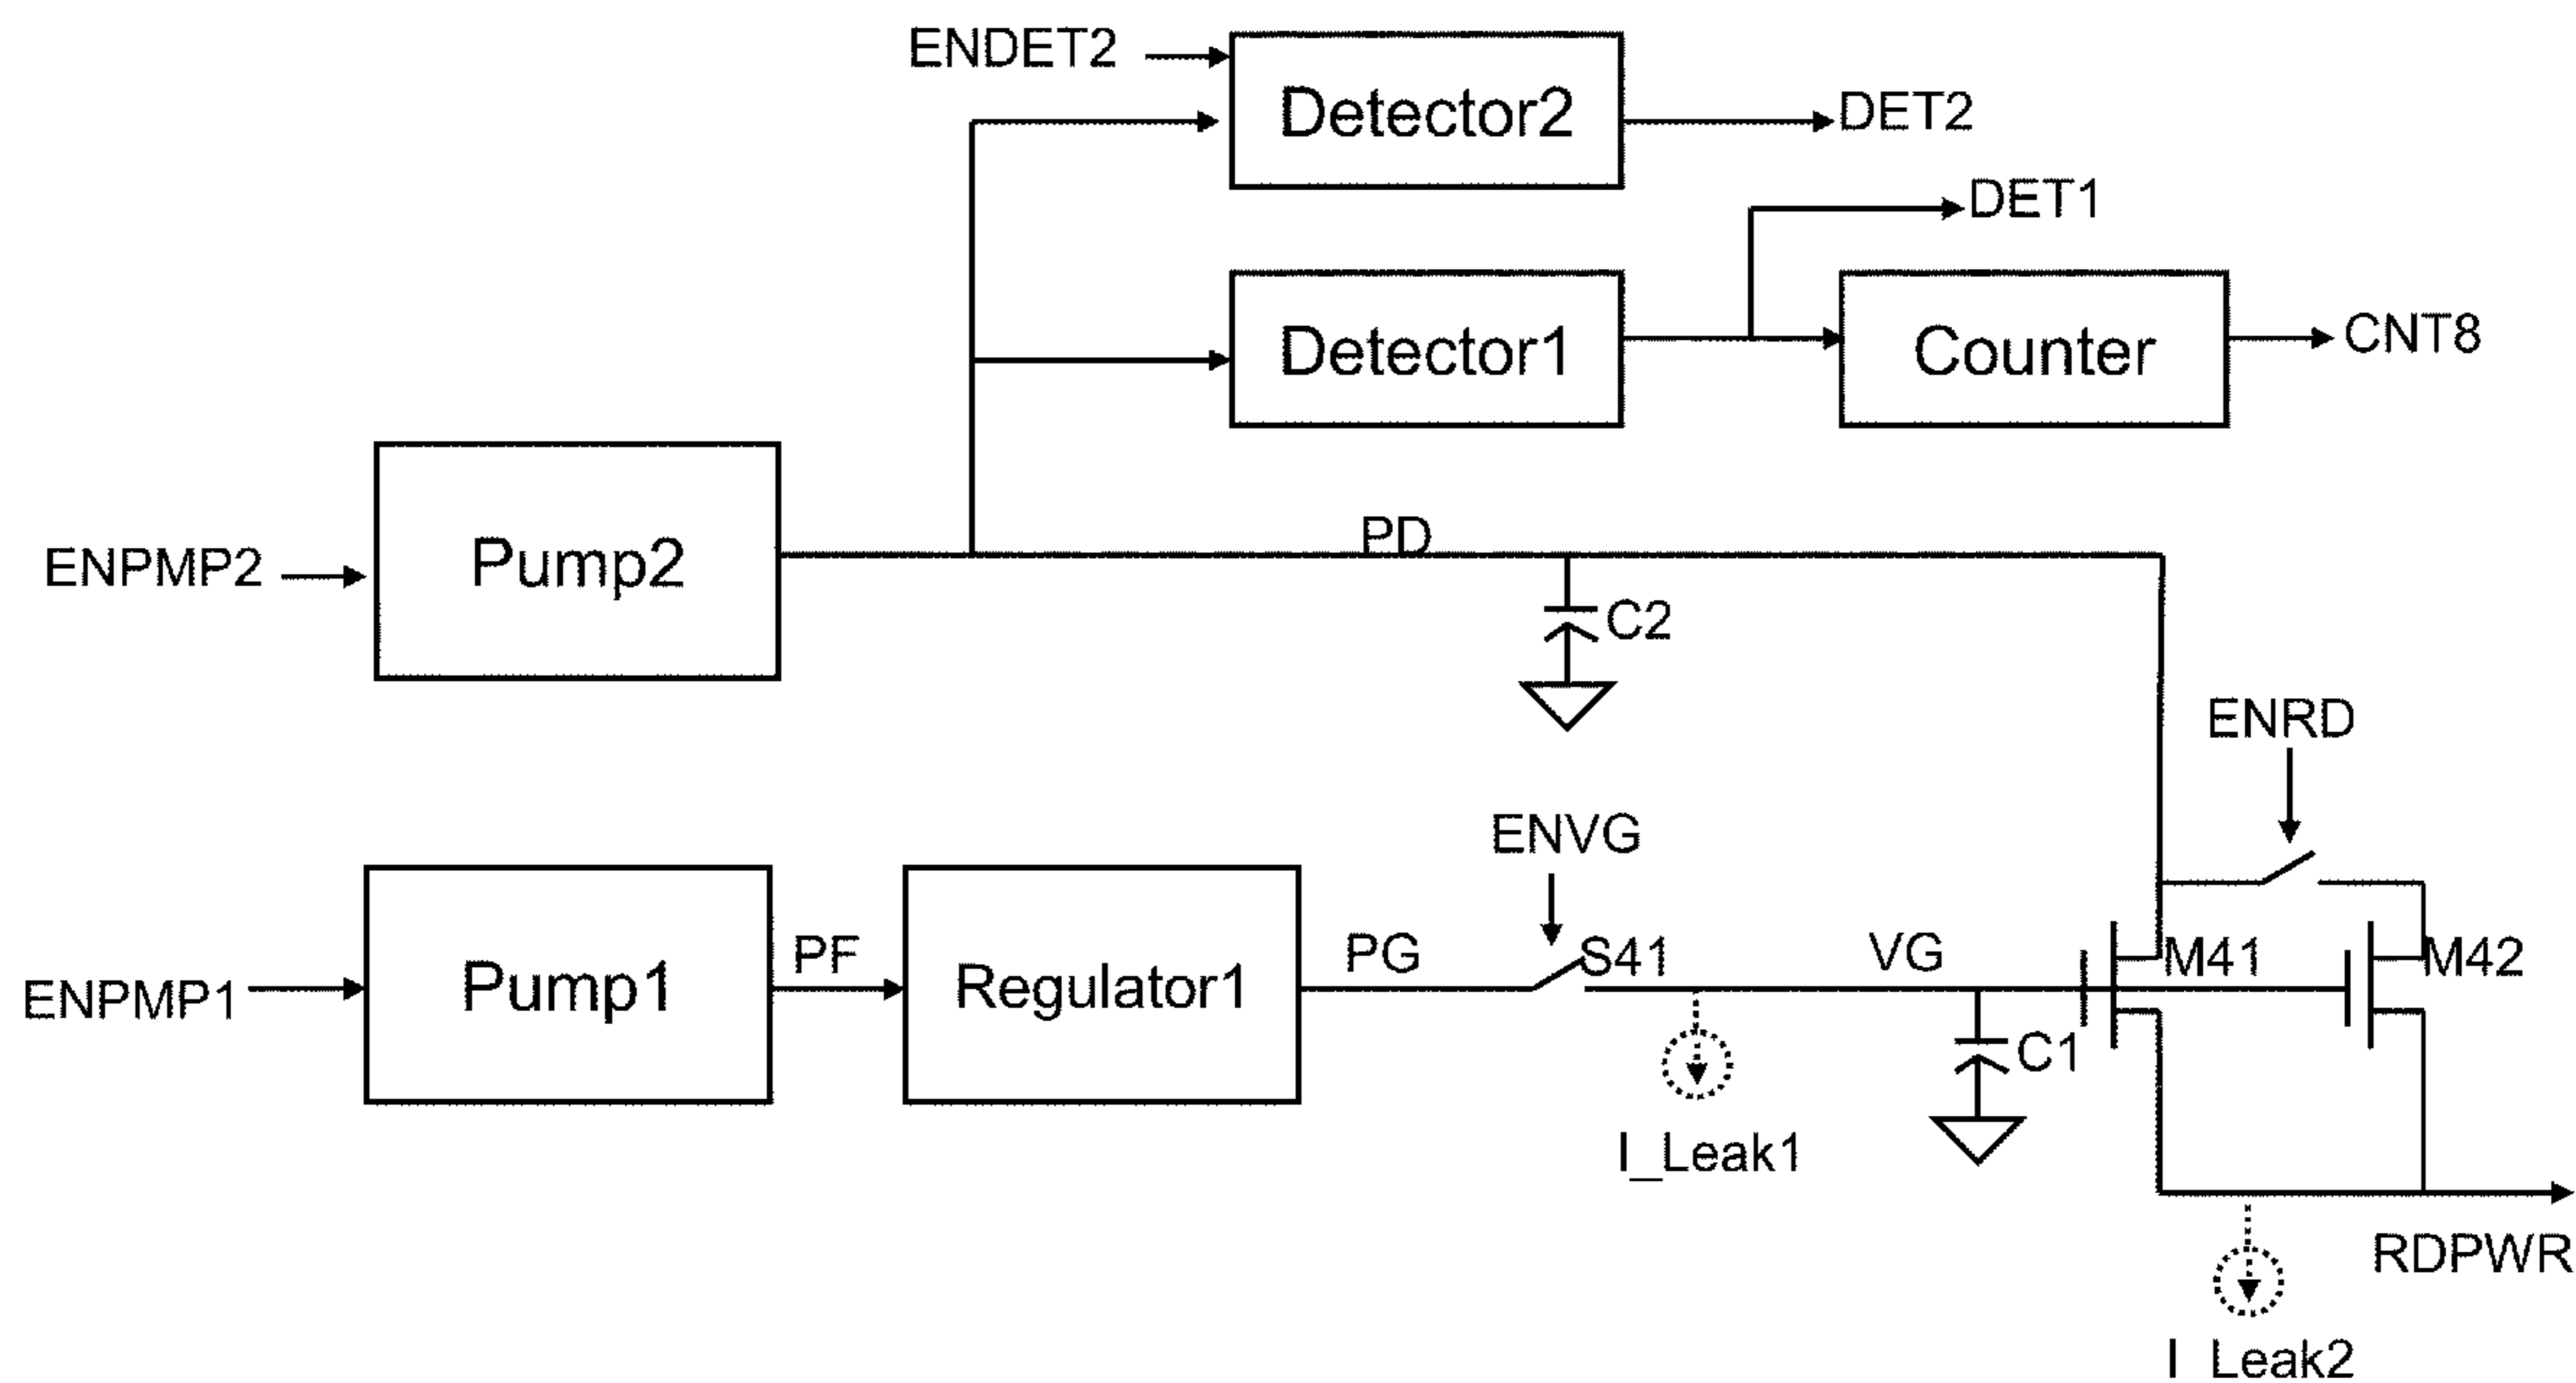 ENDET2
Detector2
DET2
DET1
Detector1
Counter
CNT8
PD
Pump2
ENPMP2
C2
ENRD
ENVG
PF
PG
S41
VG
M41
M42
Pump1
Regulator1
ENPMP1
C1
I_Leak1
RDPWR
I Leak2